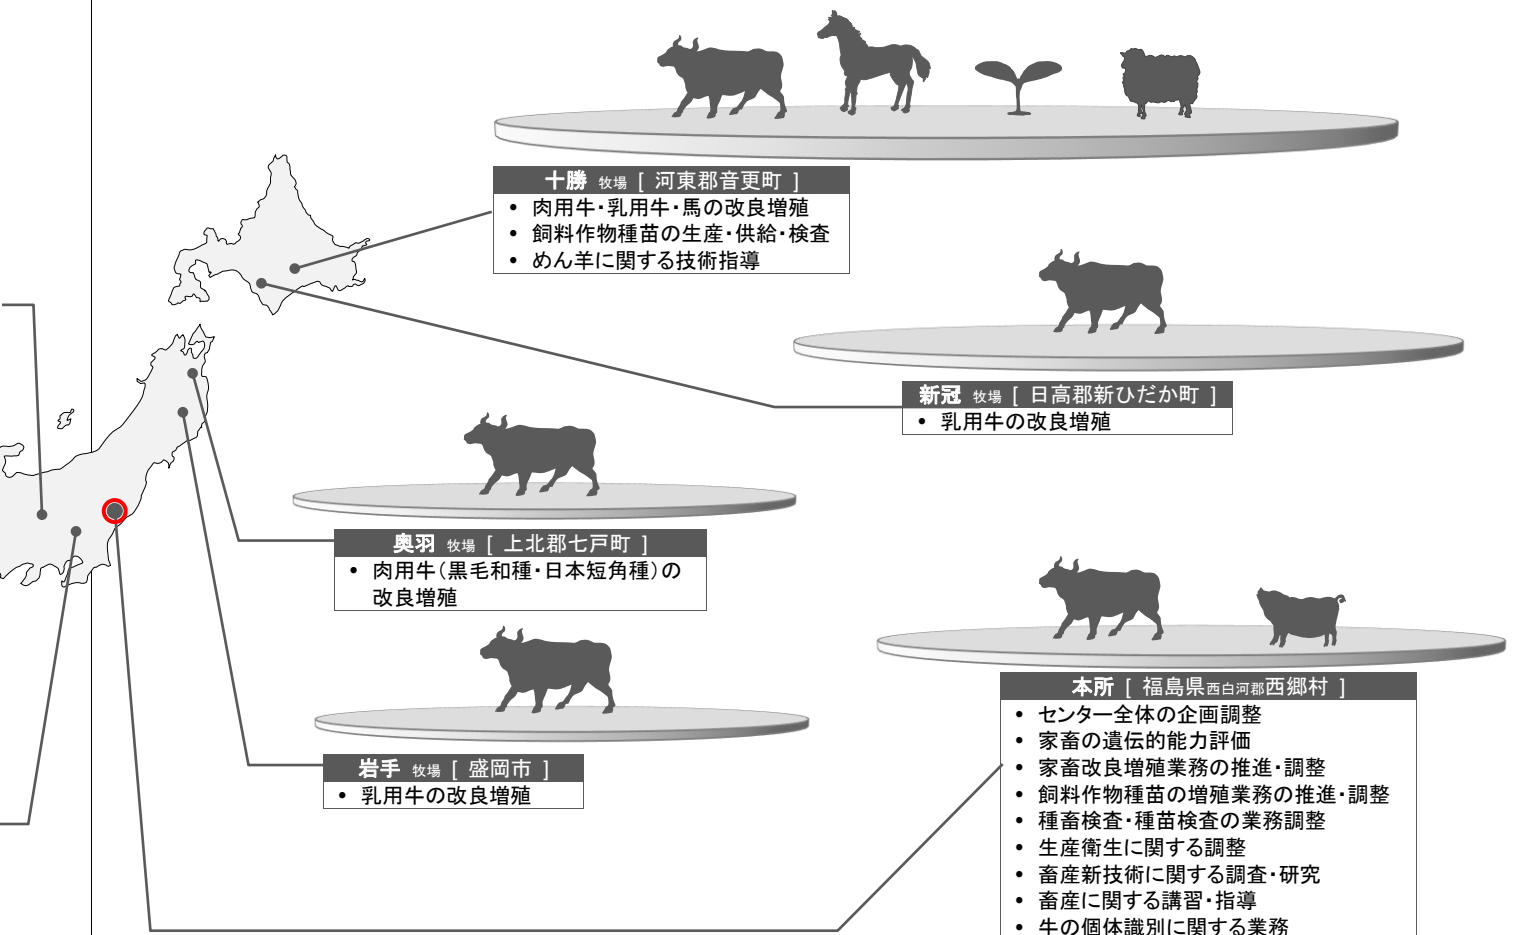 十勝 牧場 [ 河東郡音更町 ]
• 肉用牛・乳用牛・馬の改良増殖
• 飼料作物種苗の生産・供給・検査
• めん羊に関する技術指導
新冠 牧場 [ 日高郡新ひだか町 ]
• 乳用牛の改良増殖
奥羽 牧場 [ 上北郡七戸町 ]
• 肉用牛（黒毛和種・日本短角種）の
改良増殖
岩手 牧場 [ 盛岡市 ]
• 乳用牛の改良増殖
本所 [ 福島県西白河郡西郷村 ]
• センター全体の企画調整
• 家畜の遺伝的能力評価
• 家畜改良増殖業務の推進・調整
• 飼料作物種苗の増殖業務の推進・調整
• 種畜検査・種苗検査の業務調整
• 生産衛生に関する調整
• 畜産新技術に関する調査・研究
• 畜産に関する講習・指導
• 牛の個体識別に関する業務